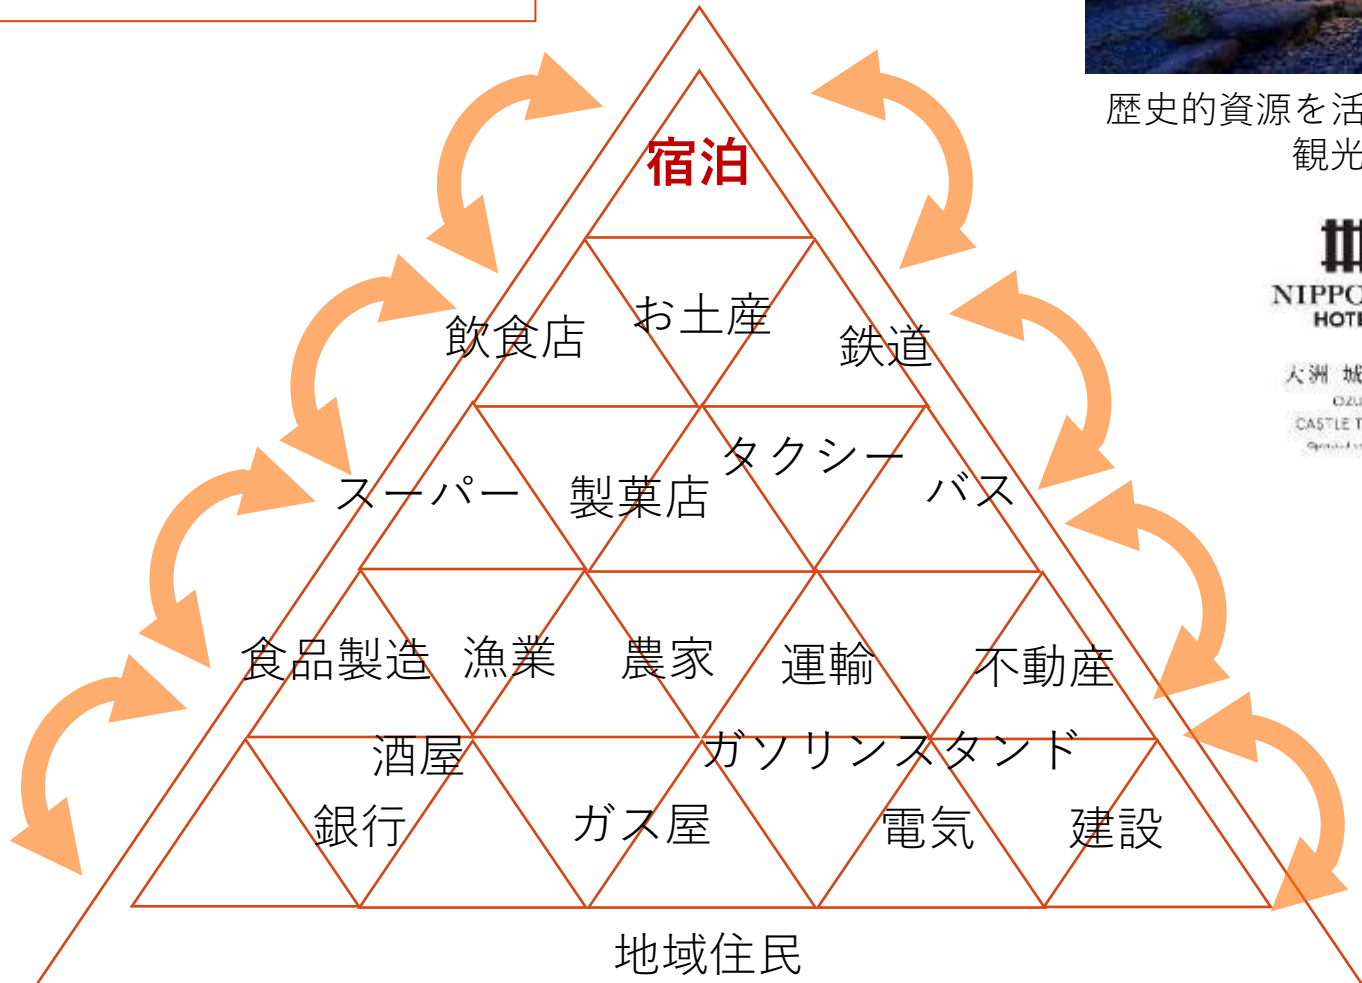 歴史的資源を活
観光
宿泊
NIPPO
HOTE
大洲 城
OZU
CASTLE T
お土産
飲食店
鉄道
タクシー
スーパー
製菓店
バス
食品製造
漁業
農家
運輸
不動産
酒屋
ガソリンスタンド
銀行
ガス屋
電気
建設
地域住民